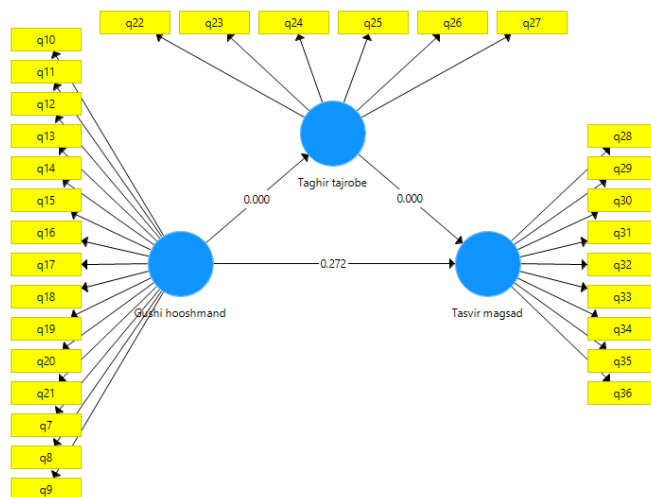 q22
q23
q24
q25
q26
q27
q10
q11
q12
q13
q14
q15
q16
q17
q18
q19
q20
q21
q7
q8
q9
Taghir tajrobe
0.000
0.000
0.272
Gushi hooshmand
Tasvir magsad
q28
q29
q30
q31
q32
q33
q34
q35
q36